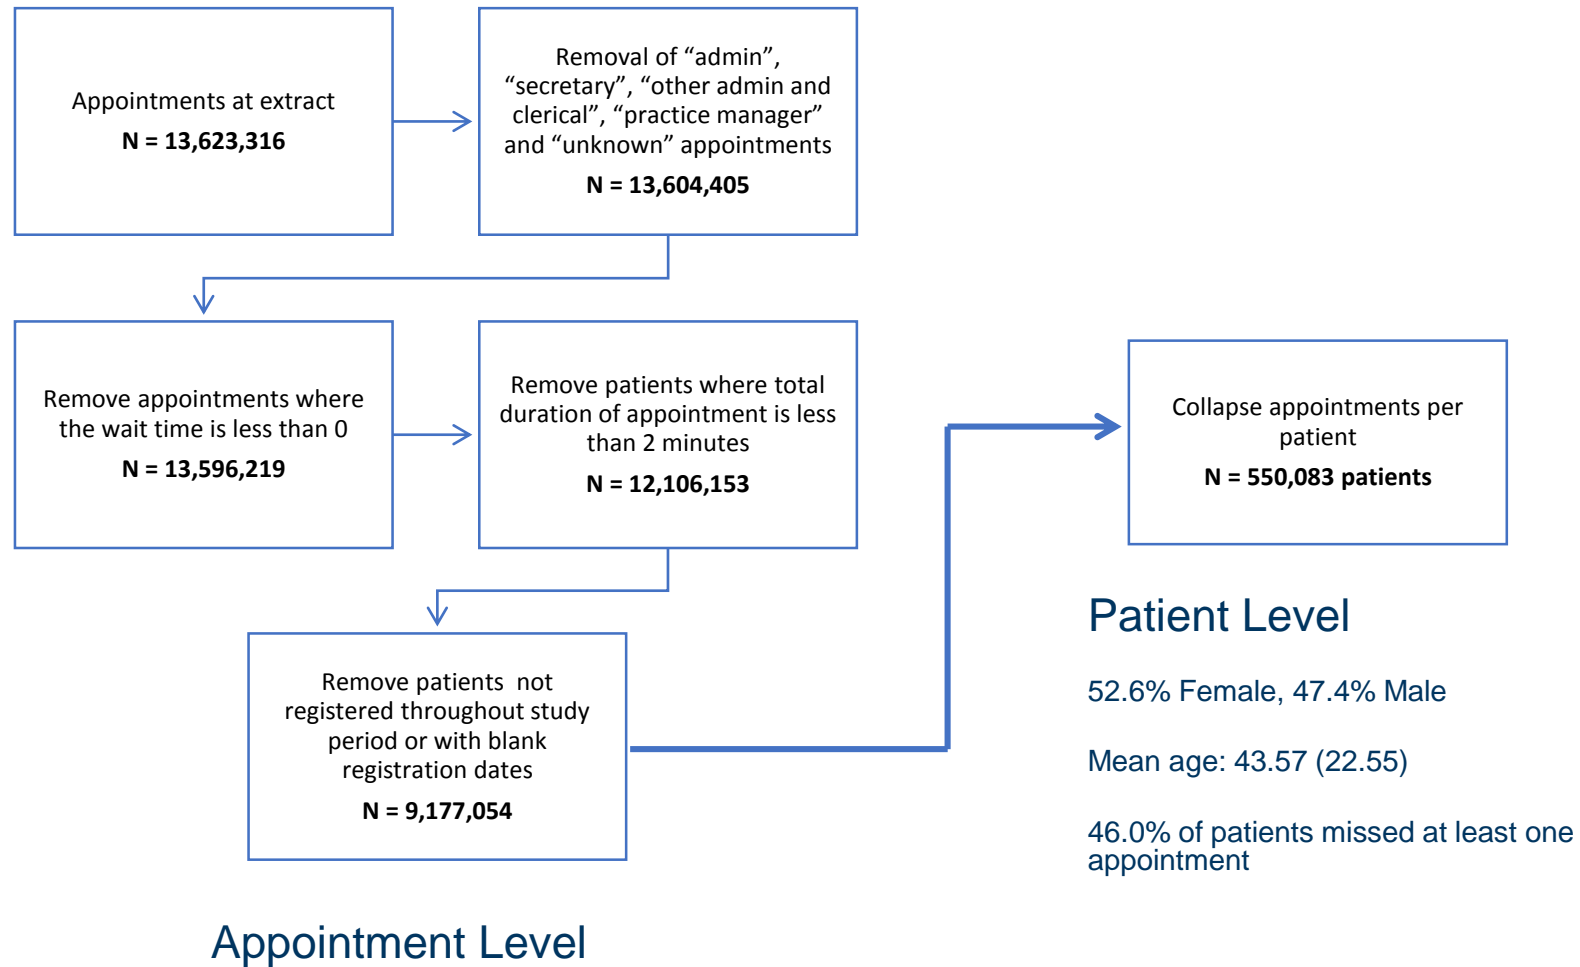 Appointments at extract
N = 13,623,316
Removal of “admin”,
“secretary”, “other admin and
clerical”, “practice manager”
and “unknown” appointments
N = 13,604,405
Remove appointments where
the wait time is less than 0
N = 13,596,219
Remove patients where total
duration of appointment is less
than 2 minutes
N = 12,106,153
Remove patients  not
registered throughout study
period or with blank
registration dates
N = 9,177,054
Appointment Level
Collapse appointments per
patient
N = 550,083 patients
Patient Level
52.6% Female, 47.4% Male
Mean age: 43.57 (22.55)
46.0% of patients missed at least one
appointment